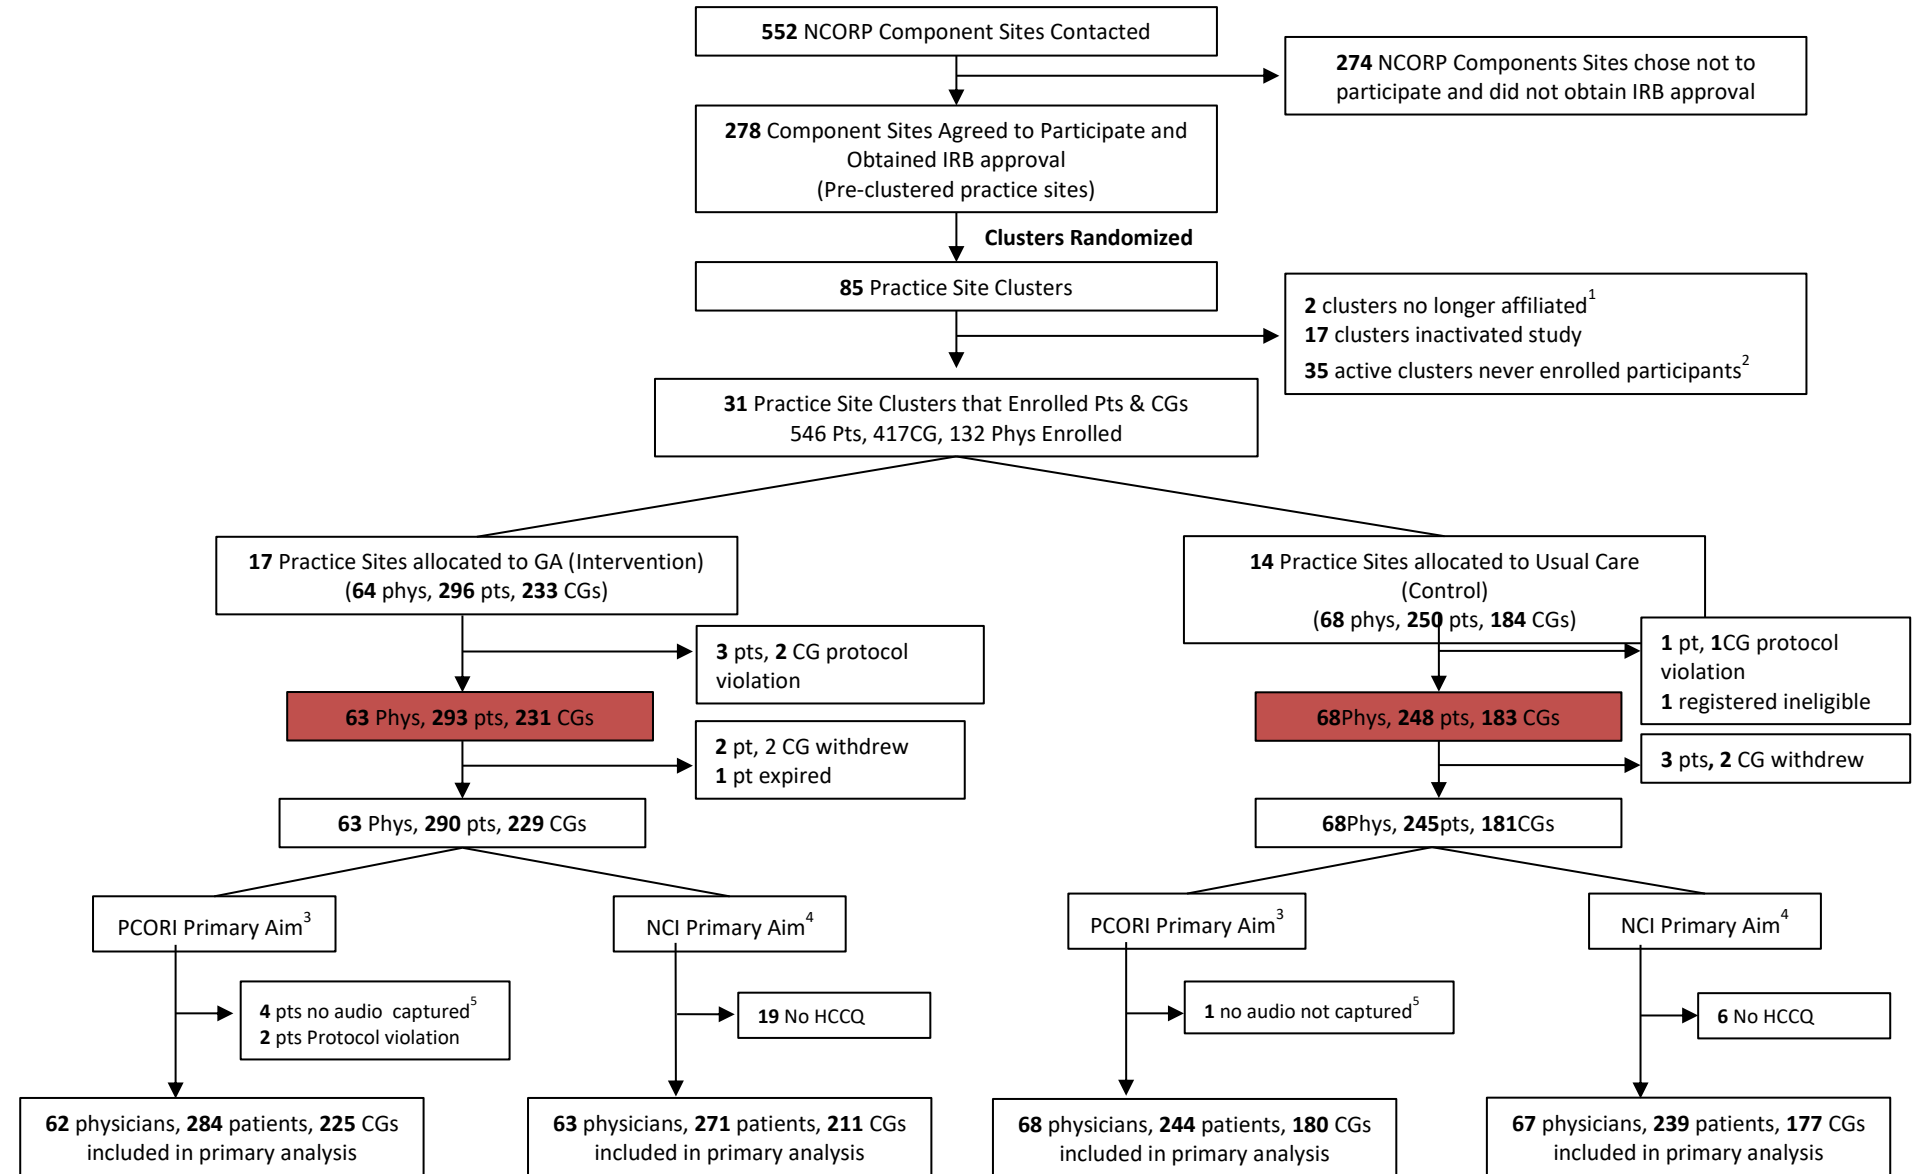 552 NCORP Component Sites Contacted
274 NCORP Components Sites chose not to
participate and did not obtain IRB approval
278 Component Sites Agreed to Participate and
Obtained IRB approval
(Pre-clustered practice sites)
Clusters Randomized
85 Practice Site Clusters
2 clusters no longer affiliated1
17 clusters inactivated study
35 active clusters never enrolled participants2
31 Practice Site Clusters that Enrolled Pts & CGs
546 Pts, 417CG, 132 Phys Enrolled
17 Practice Sites allocated to GA (Intervention)
(64 phys, 296 pts, 233 CGs)
14 Practice Sites allocated to Usual Care
(Control)
(68 phys, 250 pts, 184 CGs)
3 pts, 2 CG protocol
violation
1 pt, 1CG protocol
violation
1 registered ineligible
63 Phys, 293 pts, 231 CGs
68Phys, 248 pts, 183 CGs
2 pt, 2 CG withdrew
1 pt expired
3 pts, 2 CG withdrew
63 Phys, 290 pts, 229 CGs
68Phys, 245pts, 181CGs
PCORI Primary Aim3
NCI Primary Aim4
PCORI Primary Aim3
NCI Primary Aim4
4 pts no audio captured5
2 pts Protocol violation
19 No HCCQ
1 no audio not captured5
6 No HCCQ
62 physicians, 284 patients, 225 CGs
included in primary analysis
63 physicians, 271 patients, 211 CGs
included in primary analysis
68 physicians, 244 patients, 180 CGs
included in primary analysis
67 physicians, 239 patients, 177 CGs
included in primary analysis